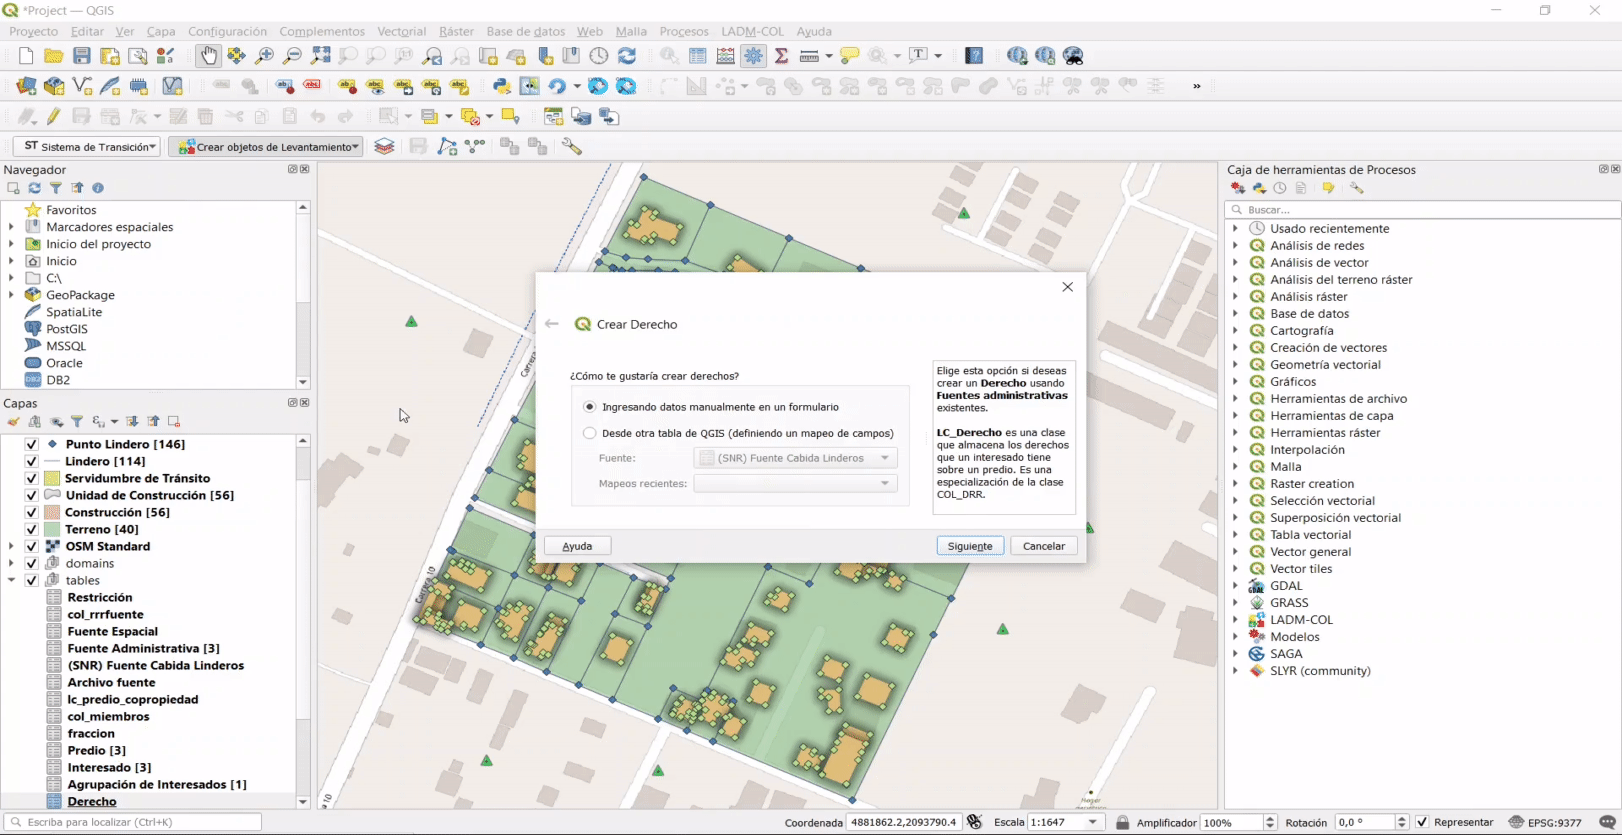 *Project — QGIS
Proyecto Editar Ver Capa Configuración Complementos Vectorial Ráster Base de datos Web Malla Procesos LADM-COL Ayuda
ST Sistema de Transición
Crear objetos de Levantamiento
Navegador
Favoritos
Marcadores espaciales
Inicio del proyecto
Inicio
C:\
GeoPackage
SpatiaLite
PostGIS
MSSQL
Oracle
DB2
Capas
Punto Lindero [146]
Lindero [114]
Servidumbre de Tránsito
Unidad de Construcción [56]
Construcción [56]
Terreno [40]
OSM Standard
domains
tables
Restricción
col_rrrfuente
Fuente Espacial
Fuente Administrativa [3]
(SNR) Fuente Cabida Linderos
Archivo fuente
lc_predio_copropiedad
col_miembros
fraccion
Predio [3]
Interesado [3]
Agrupación de Interesados [1]
Derecho
Carrera
Carrera 10
10
Crear Derecho
¿Cómo te gustaría crear derechos?
Ingresando datos manualmente en un formulario
Desde otra tabla de QGIS (definiendo un mapeo de campos)
Fuente:
(SNR) Fuente Cabida Linderos
Mapeos recientes:
Elige esta opción si deseas
crear un Derecho usando
Fuentes administrativas
existentes.
LC_Derecho es una clase
que almacena los derechos
que un interesado tiene
sobre un predio. Es una
especialización de la clase
COL_DRR.
Ayuda
Siguiente
Cancelar
Caja de herramientas de Procesos
Buscar...
Usado recientemente
Análisis de redes
Análisis de vector
Análisis del terreno ráster
Análisis ráster
Base de datos
Cartografía
Creación de vectores
Geometría vectorial
Gráficos
Herramientas de archivo
Herramientas de capa
Herramientas ráster
Interpolación
Malla
Raster creation
Selección vectorial
Superposición vectorial
Tabla vectorial
Vector general
Vector tiles
GDAL
GRASS
LADM-COL
Modelos
SAGA
SLYR (community)
Escriba para localizar (Ctrl+K)
Coordenada 4881862.2,2093790.4 Escala 1:1647 Amplificador 100% Rotación 0,0 ° Representar EPSG:9377